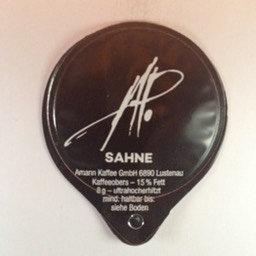 SAHNE
Amann Kaffee GmbH 6890 Lustenau
Kaffeeobers – 15 % Fett
8 g – ultrahocherhitzt
mind. haltbar bis:
siehe Boden